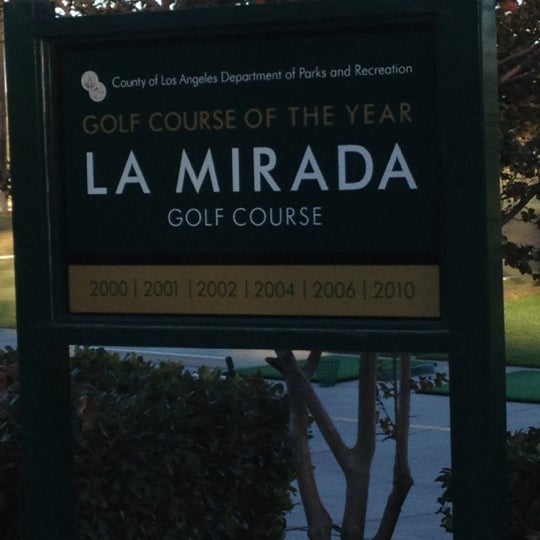 County of Los Angeles Department of Parks and Recreation
GOLF COURSE OF THE YEAR
LA MIRADA
GOLF COURSE
2000 | 2001 | 2002 | 2004 | 2006 | 2010